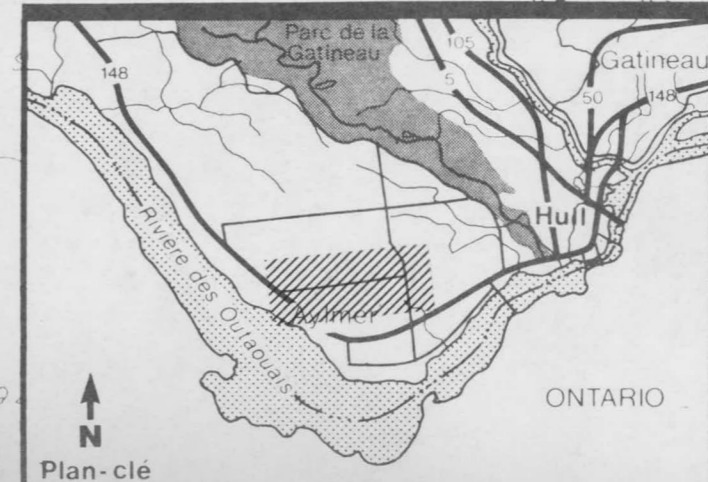 Parc de la
Gatineau
105
148
5
Gatineau
50
148
Hull
Rivière des Outaouais
Aylmer
ONTARIO
N
Plan-clé